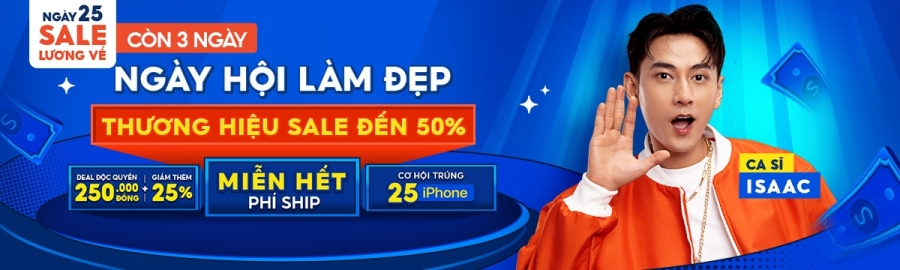 NGÀY 25
SALE
LƯƠNG VỀ
CÒN 3 NGÀY
NGÀY HỘI LÀM ĐẸP
THƯƠNG HIỆU SALE ĐẾN 50%
DEAL ĐỘC QUYỀN
250.000 ĐỒNG
+
GIẢM THÊM
25%
MIỄN HẾT
PHÍ SHIP
CƠ HỘI TRÚNG
25 iPhone
CA SĨ
ISAAC
S
S